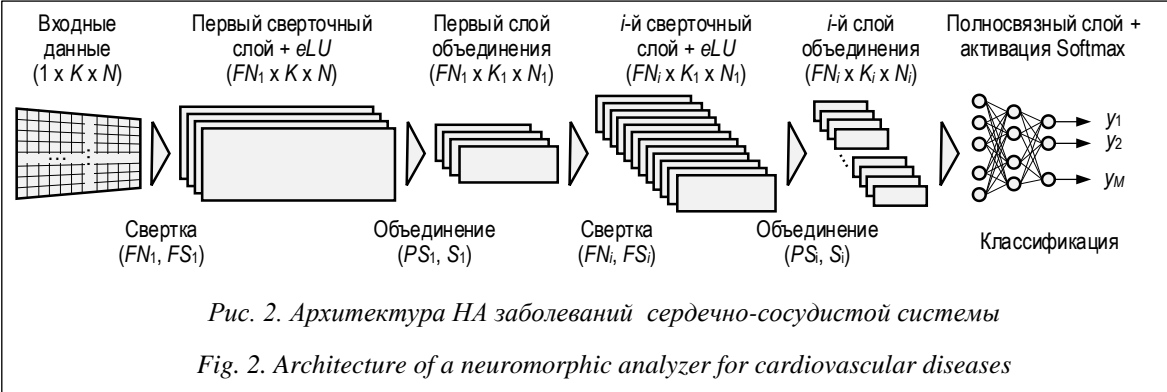 Входные
данные
(1 x K x N)
Первый сверточный
слой + eLU
(FN₁ x K x N)
Первый слой
объединения
(FN₁ x K₁ x N₁)
i-й сверточный
слой + eLU
(FNᵢ x K₁ x N₁)
i-й слой
объединения
(FNᵢ x Kᵢ x Nᵢ)
Полносвязный слой +
активация Softmax
y₁
y₂
yM
Свертка
(FN₁, FS₁)
Объединение
(PS₁, S₁)
Свертка
(FNᵢ, FSᵢ)
Объединение
(PSᵢ, Sᵢ)
Классификация
Рис. 2. Архитектура НА заболеваний сердечно-сосудистой системы
Fig. 2. Architecture of a neuromorphic analyzer for cardiovascular diseases